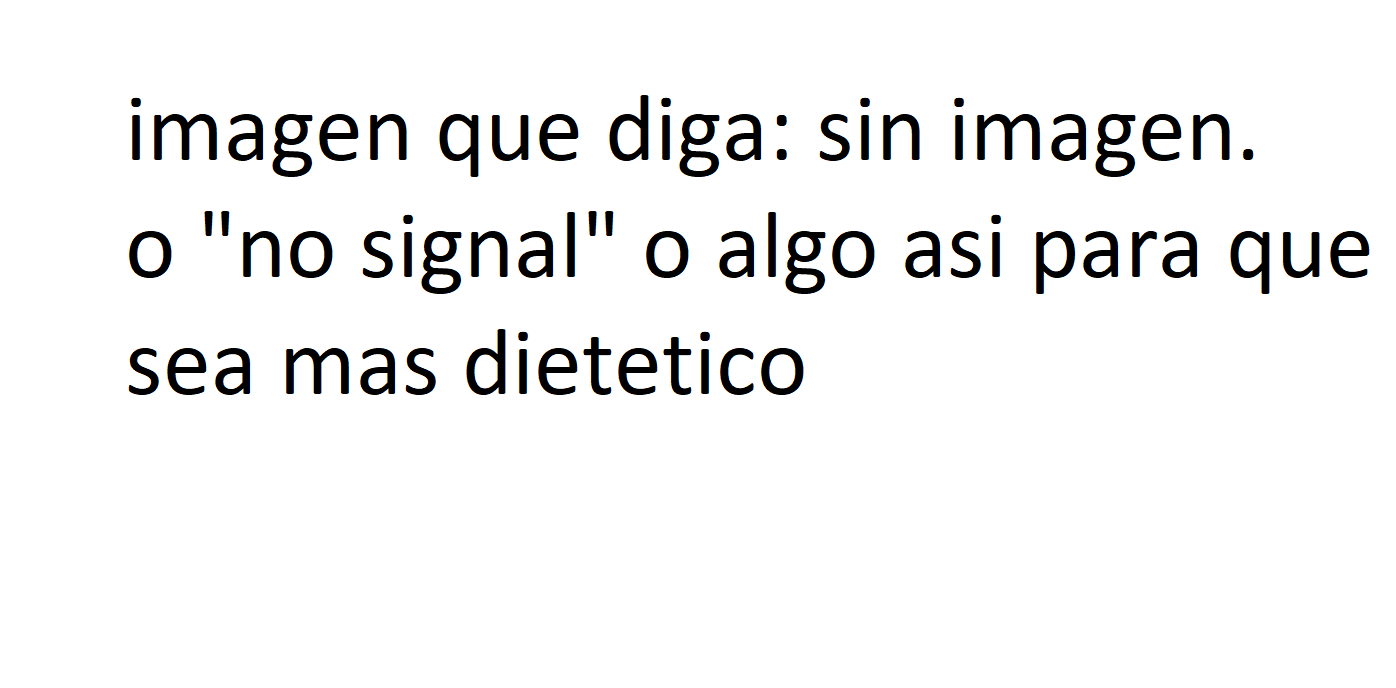 imagen que diga: sin imagen.
o "no signal" o algo asi para que
sea mas dietetico